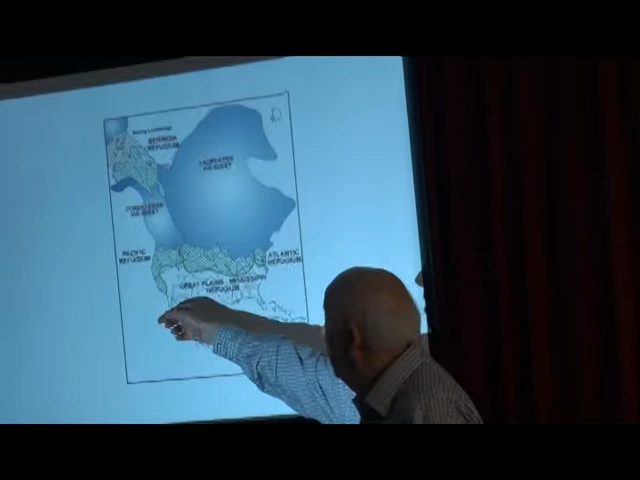 BERINGIA
REFUGIUM
LAURENTIDE
ICE SHEET
CORDILLERAN
ICE SHEET
PACIFIC
REFUGIUM
ATLANTIC
REFUGIUM
GREAT PLAINS - MISSISSIPPI
REFUGIUM